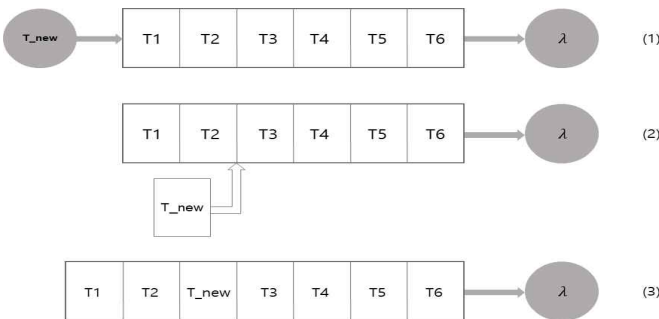 T_new T1 T2 T3 T4 T5 T6 λ (1)
T1 T2 T3 T4 T5 T6 λ (2)
T_new
T1 T2 T_new T3 T4 T5 T6 λ (3)